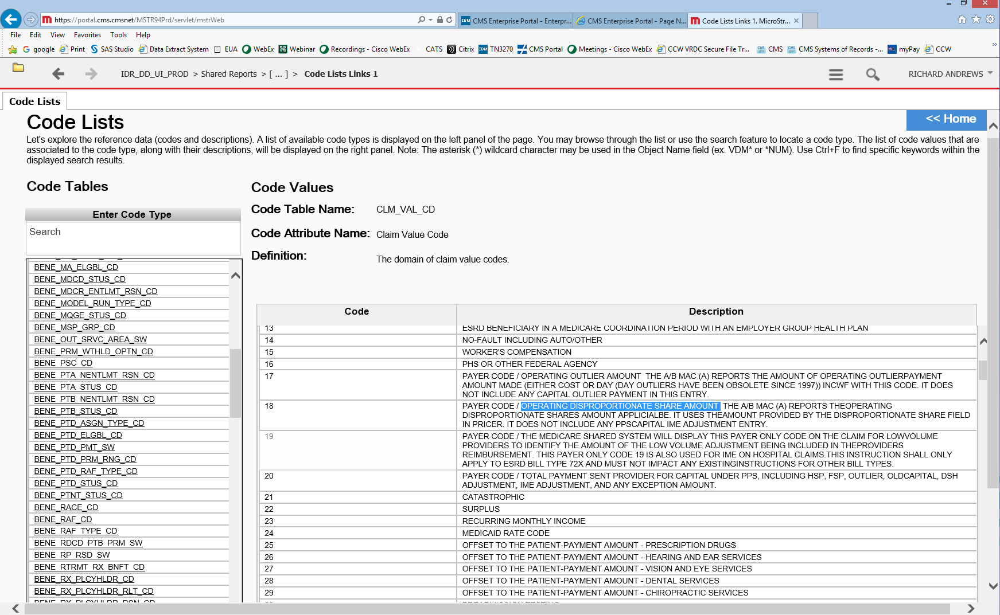 https://portal.cms.cmsnet/MSTR94Prd/servlet/mstrWeb
IBM CMS Enterprise Portal - Enterpr...
CMS Enterprise Portal - Page N...
Code Lists Links 1. MicroStr...
File Edit View Favorites Tools Help
google Print SAS Studio Data Extract System EUA WebEx Webinar Recordings - Cisco WebEx CATS Citrix IBM TN3270 CMS Portal Meetings - Cisco WebEx CCW VRDC Secure File Tr... CMS CMS Systems of Records -... myPay CCW
IDR_DD_UI_PROD > Shared Reports > [ ... ] > Code Lists Links 1
RICHARD ANDREWS
Code Lists
Code Lists
<< Home
Let's explore the reference data (codes and descriptions). A list of available code types is displayed on the left panel of the page. You may browse through the list or use the search feature to locate a code type. The list of code values that are
associated to the code type, along with their descriptions, will be displayed on the right panel. Note: The asterisk (*) wildcard character may be used in the Object Name field (ex. VDM* or *NUM). Use Ctrl+F to find specific keywords within the
displayed search results.
Code Tables
Enter Code Type
Search
BENE_MA_ELGBL_CD
BENE_MDCD_STUS_CD
BENE_MDCR_ENTLMT_RSN_CD
BENE_MODEL_RUN_TYPE_CD
BENE_MQGE_STUS_CD
BENE_MSP_GRP_CD
BENE_OUT_SRVC_AREA_SW
BENE_PRM_WTHLD_OPTN_CD
BENE_PSC_CD
BENE_PTA_NENTLMT_RSN_CD
BENE_PTA_STUS_CD
BENE_PTB_NENTLMT_RSN_CD
BENE_PTB_STUS_CD
BENE_PTD_ASGN_TYPE_CD
BENE_PTD_ELGBL_CD
BENE_PTD_PMT_SW
BENE_PTD_PRM_RNG_CD
BENE_PTD_RAF_TYPE_CD
BENE_PTD_STUS_CD
BENE_PTNT_STUS_CD
BENE_RACE_CD
BENE_RAF_CD
BENE_RAF_TYPE_CD
BENE_RDCD_PTB_PRM_SW
BENE_RP_RSD_SW
BENE_RTRMT_RX_BNFT_CD
BENE_RX_PLCYHLDR_CD
BENE_RX_PLCYHLDR_RLT_CD
BENE_RX_PLCYHLDR_RSN_CD
Code Values
Code Table Name: CLM_VAL_CD
Code Attribute Name: Claim Value Code
Definition: The domain of claim value codes.
Code Description
13 ESRD BENEFICIARY IN A MEDICARE COORDINATION PERIOD WITH AN EMPLOYER GROUP HEALTH PLAN
14 NO-FAULT INCLUDING AUTO/OTHER
15 WORKER'S COMPENSATION
16 PHS OR OTHER FEDERAL AGENCY
17 PAYER CODE / OPERATING OUTLIER AMOUNT THE A/B MAC (A) REPORTS THE AMOUNT OF OPERATING OUTLIERPAYMENT
AMOUNT MADE (EITHER COST OR DAY (DAY OUTLIERS HAVE BEEN OBSOLETE SINCE 1997)) INCWF WITH THIS CODE. IT DOES
NOT INCLUDE ANY CAPITAL OUTLIER PAYMENT IN THIS ENTRY.
18 PAYER CODE / OPERATING DISPROPORTIONATE SHARE AMOUNT THE A/B MAC (A) REPORTS THEOPERATING
DISPROPORTIONATE SHARES AMOUNT APPLICIALBE. IT USES THEAMOUNT PROVIDED BY THE DISPROPORTIONATE SHARE FIELD
IN PRICER. IT DOES NOT INCLUDE ANY PPSCAPITAL IME ADJUSTMENT ENTRY.
19 PAYER CODE / THE MEDICARE SHARED SYSTEM WILL DISPLAY THIS PAYER ONLY CODE ON THE CLAIM FOR LOWVOLUME
PROVIDERS TO IDENTIFY THE AMOUNT OF THE LOW VOLUME ADJUSTMENT BEING INCLUDED IN THEPROVIDERS
REIMBURSEMENT. THIS PAYER ONLY CODE 19 IS ALSO USED FOR IME ON HOSPITAL CLAIMS.THIS INSTRUCTION SHALL ONLY
APPLY TO ESRD BILL TYPE 72X AND MUST NOT IMPACT ANY EXISTINGINSTRUCTIONS FOR OTHER BILL TYPES.
20 PAYER CODE / TOTAL PAYMENT SENT PROVIDER FOR CAPITAL UNDER PPS, INCLUDING HSP, FSP, OUTLIER, OLDCAPITAL, DSH
ADJUSTMENT, IME ADJUSTMENT, AND ANY EXCEPTION AMOUNT.
21 CATASTROPHIC
22 SURPLUS
23 RECURRING MONTHLY INCOME
24 MEDICAID RATE CODE
25 OFFSET TO THE PATIENT-PAYMENT AMOUNT - PRESCRIPTION DRUGS
26 OFFSET TO THE PATIENT-PAYMENT AMOUNT - HEARING AND EAR SERVICES
27 OFFSET TO THE PATIENT-PAYMENT AMOUNT - VISION AND EYE SERVICES
28 OFFSET TO THE PATIENT-PAYMENT AMOUNT - DENTAL SERVICES
29 OFFSET TO THE PATIENT-PAYMENT AMOUNT - CHIROPRACTIC SERVICES